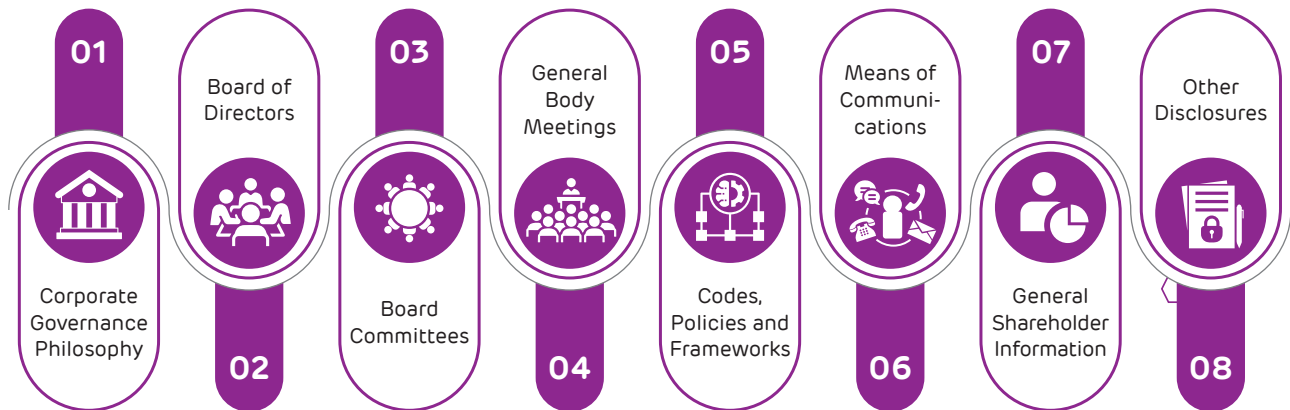 01
Corporate
Governance
Philosophy
Board of
Directors
02
03
Board
Committees
General
Body
Meetings
04
05
Codes,
Policies and
Frameworks
Means of
Communi-
cations
06
07
General
Shareholder
Information
Other
Disclosures
08